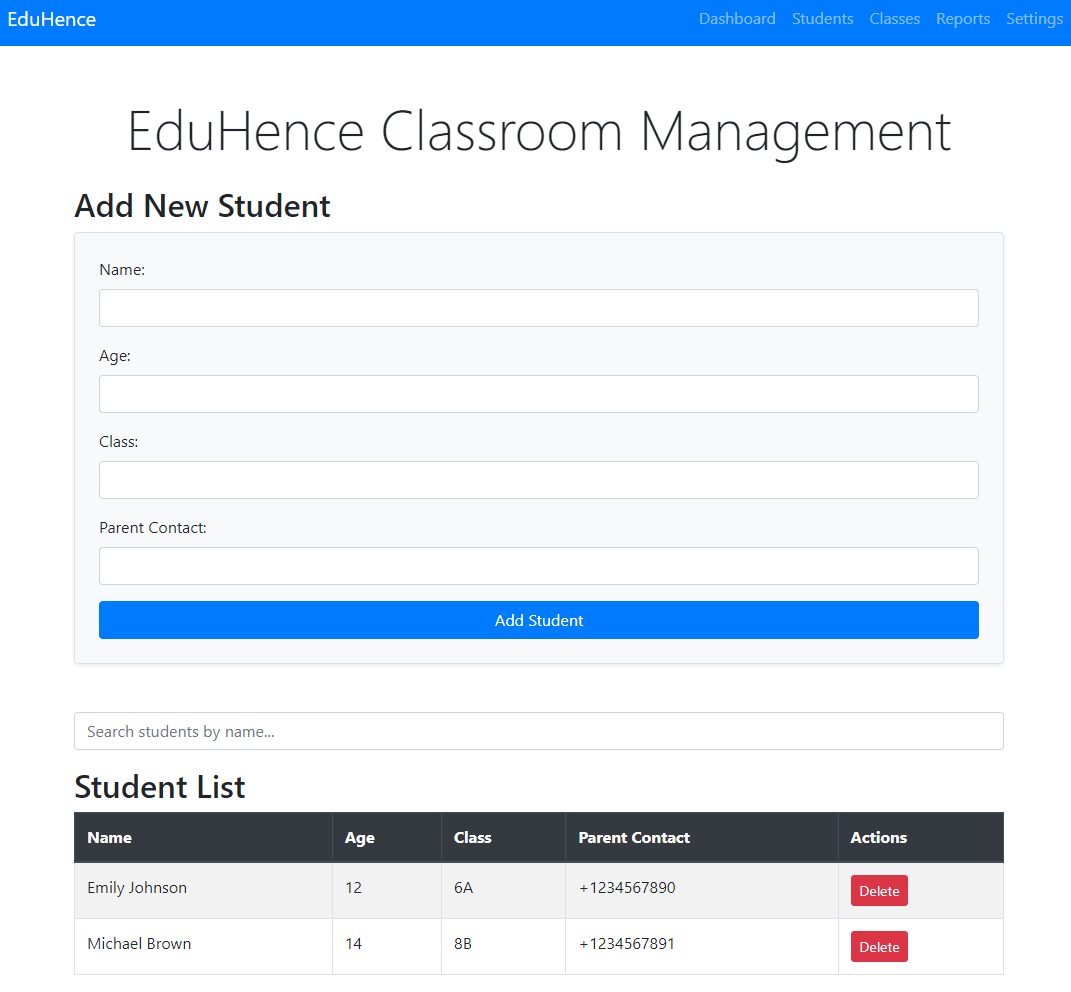 EduHence Dashboard Students Classes Reports Settings
EduHence Classroom Management
Add New Student
Name:
Age:
Class:
Parent Contact:
Add Student
Search students by name...
Student List
Name Age Class Parent Contact Actions
Emily Johnson 12 6A +1234567890 Delete
Michael Brown 14 8B +1234567891 Delete